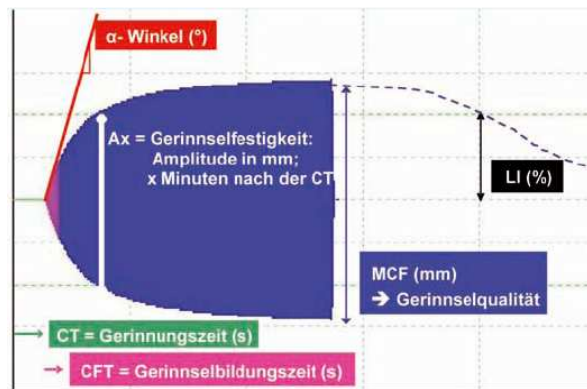 α- Winkel (°)
Ax = Gerinnselfestigkeit:
Amplitude in mm;
x Minuten nach der CT
LI (%)
MCF (mm)
➔ Gerinnselqualität
→ CT = Gerinnungszeit (s)
→ CFT = Gerinnselbildungszeit (s)